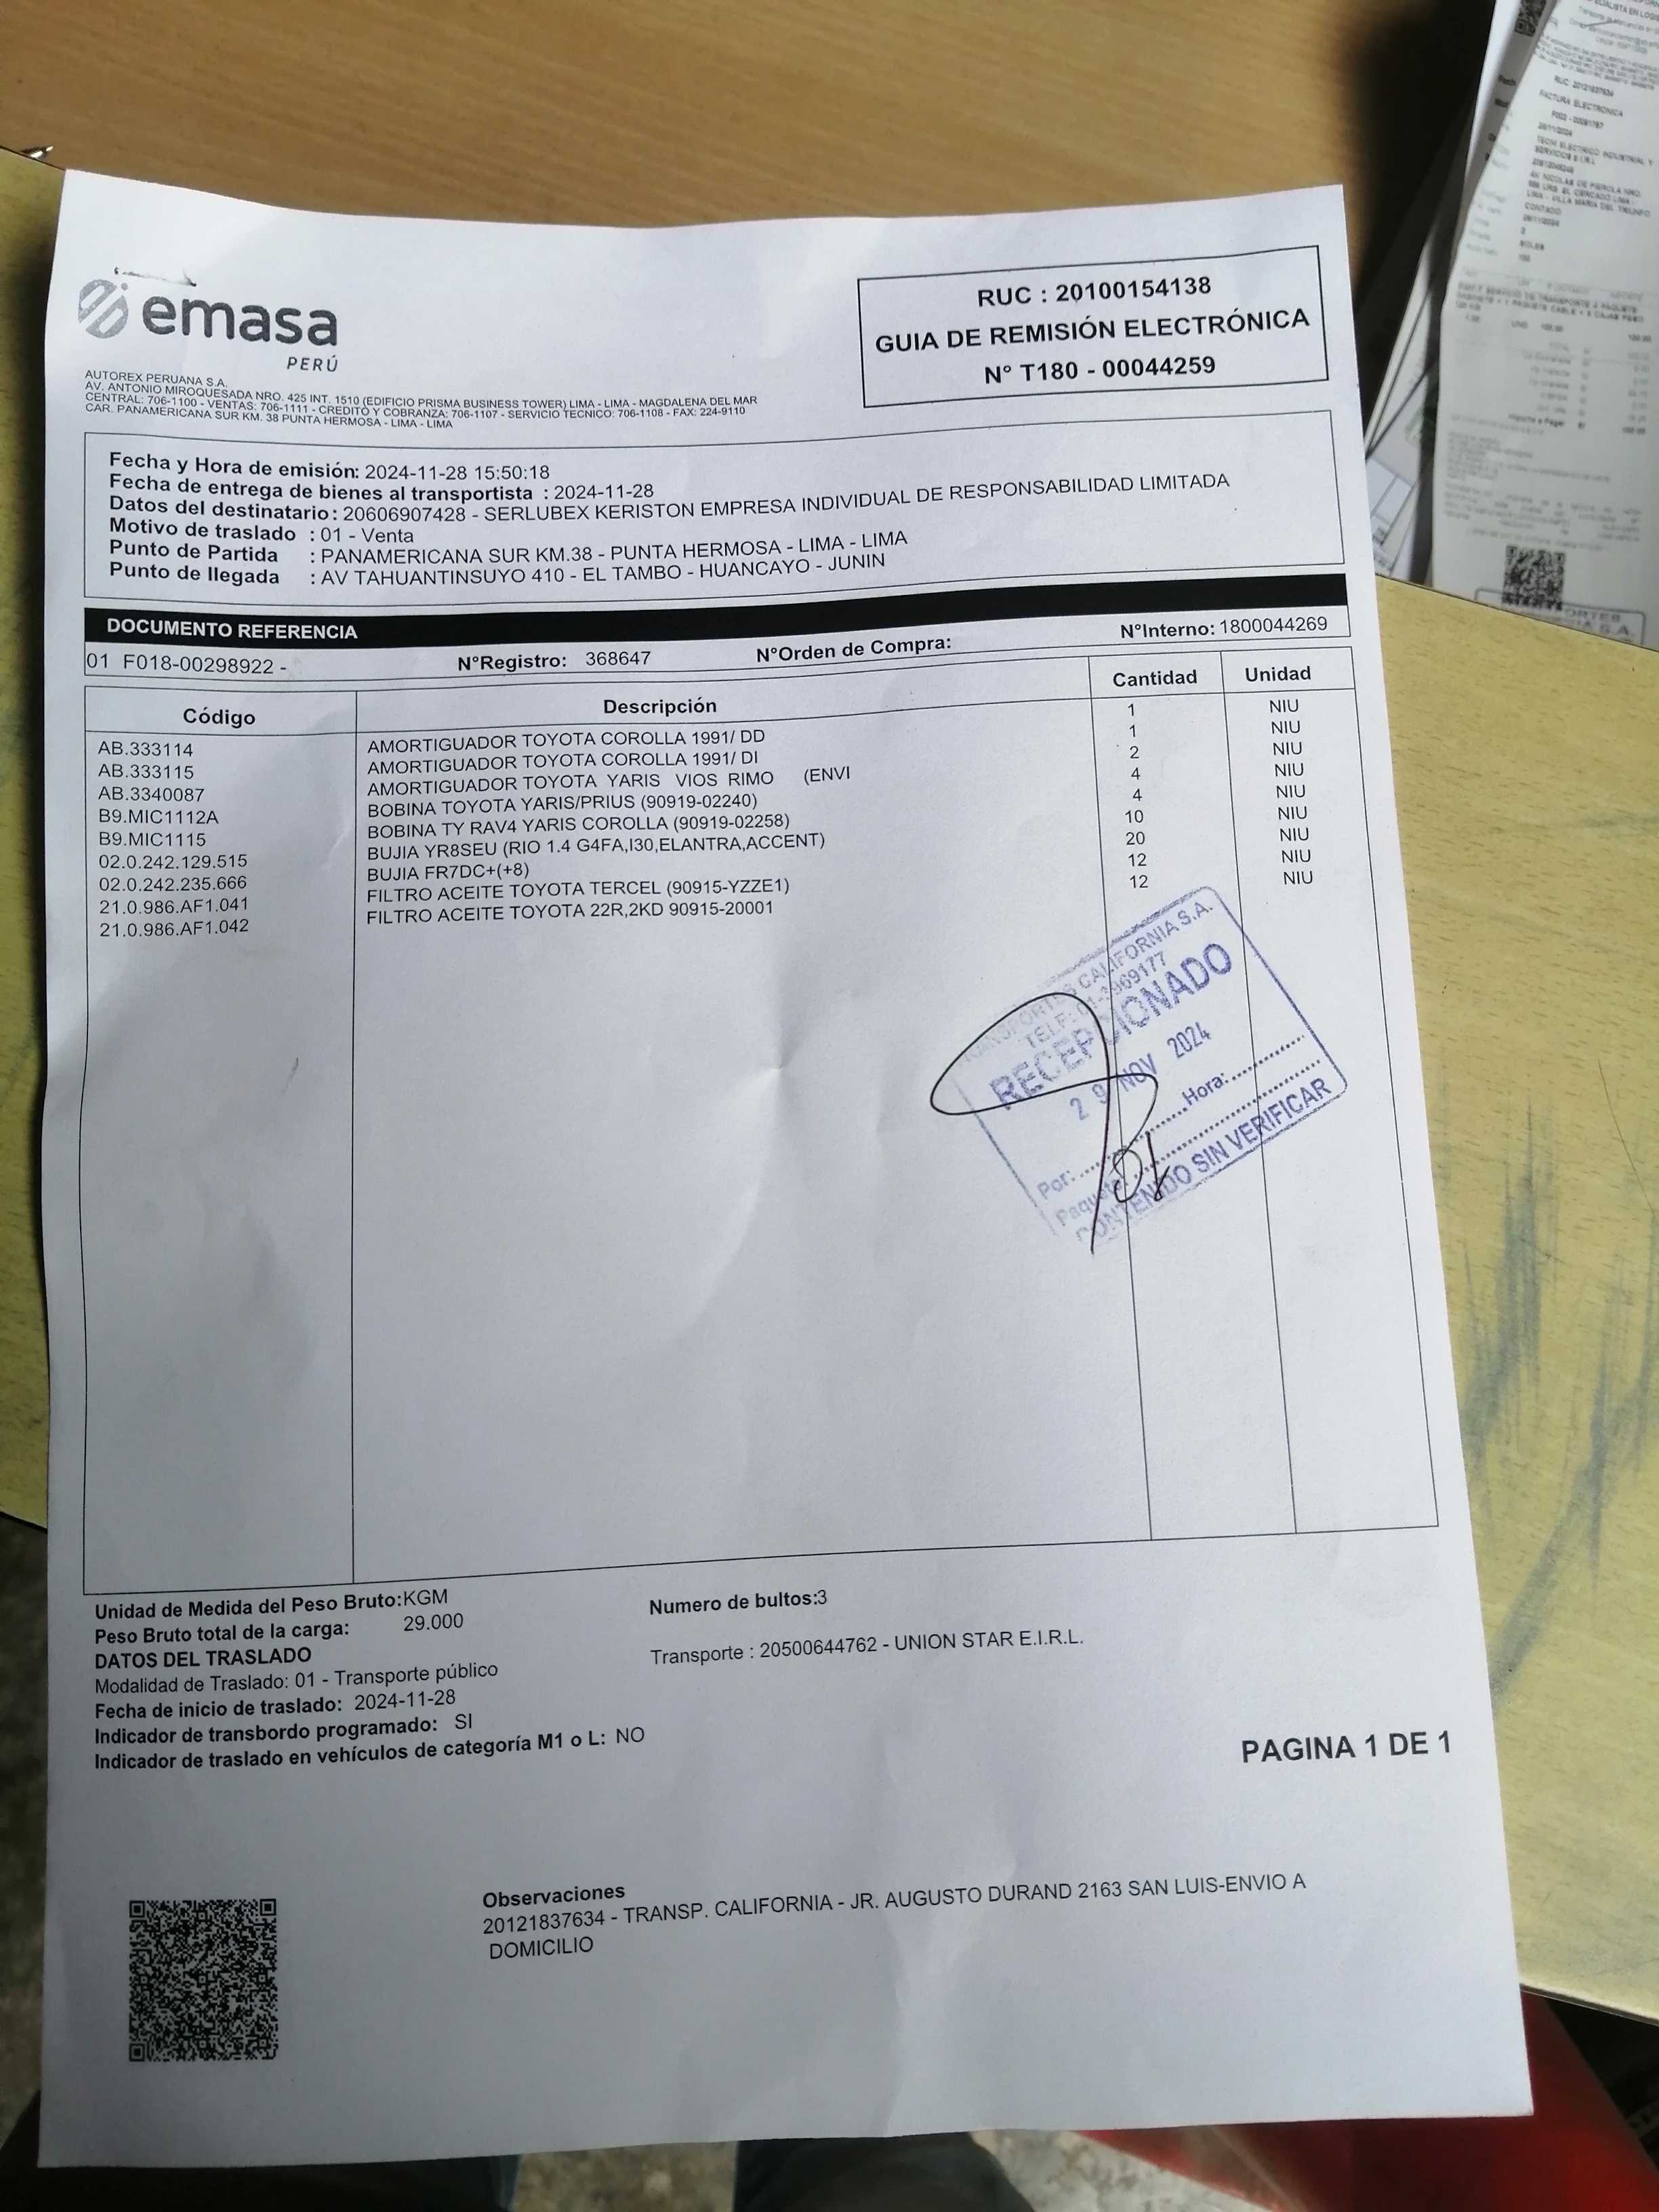 emasa
PERÚ
AUTOREX PERUANA S.A.
AV. ANTONIO MIROQUESADA NRO. 425 INT. 1510 (EDIFICIO PRISMA BUSINESS TOWER) LIMA - LIMA - MAGDALENA DEL MAR
CENTRAL: 706-1100 - VENTAS: 706-1111 - CREDITO Y COBRANZA: 706-1107 - SERVICIO TECNICO: 706-1108 - FAX: 224-9110
CAR. PANAMERICANA SUR KM. 38 PUNTA HERMOSA - LIMA - LIMA
RUC : 20100154138
GUIA DE REMISIÓN ELECTRÓNICA
N° T180 - 00044259
Fecha y Hora de emisión: 2024-11-28 15:50:18
Fecha de entrega de bienes al transportista : 2024-11-28
Datos del destinatario: 20606907428 - SERLUBEX KERISTON EMPRESA INDIVIDUAL DE RESPONSABILIDAD LIMITADA
Motivo de traslado : 01 - Venta
Punto de Partida : PANAMERICANA SUR KM.38 - PUNTA HERMOSA - LIMA - LIMA
Punto de llegada : AV TAHUANTINSUYO 410 - EL TAMBO - HUANCAYO - JUNIN
DOCUMENTO REFERENCIA
01 F018-00298922 - N°Registro: 368647 N°Orden de Compra: N°Interno: 1800044269
Código Descripción Cantidad Unidad
AB.333114 AMORTIGUADOR TOYOTA COROLLA 1991/ DD 1 NIU
AB.333115 AMORTIGUADOR TOYOTA COROLLA 1991/ DI 1 NIU
AB.3340087 AMORTIGUADOR TOYOTA YARIS VIOS RIMO (ENVI 2 NIU
B9.MIC1112A BOBINA TOYOTA YARIS/PRIUS (90919-02240) 4 NIU
B9.MIC1115 BOBINA TY RAV4 YARIS COROLLA (90919-02258) 4 NIU
02.0.242.129.515 BUJIA YR8SEU (RIO 1.4 G4FA,I30,ELANTRA,ACCENT) 10 NIU
02.0.242.235.666 BUJIA FR7DC+(+8) 20 NIU
21.0.986.AF1.041 FILTRO ACEITE TOYOTA TERCEL (90915-YZZE1) 12 NIU
21.0.986.AF1.042 FILTRO ACEITE TOYOTA 22R,2KD 90915-20001 12 NIU
CALIFORNIA S.A.
RECEPCIONADO
29 NOV 2024
Hora:
Por:
CONTENIDO SIN VERIFICAR
Unidad de Medida del Peso Bruto:KGM
Peso Bruto total de la carga: 29.000
Numero de bultos:3
DATOS DEL TRASLADO
Modalidad de Traslado: 01 - Transporte público
Transporte : 20500644762 - UNION STAR E.I.R.L.
Fecha de inicio de traslado: 2024-11-28
Indicador de transbordo programado: SI
Indicador de traslado en vehículos de categoría M1 o L: NO
PAGINA 1 DE 1
Observaciones
20121837634 - TRANSP. CALIFORNIA - JR. AUGUSTO DURAND 2163 SAN LUIS-ENVIO A
DOMICILIO
RUC: 20121837634
FACTURA ELECTRONICA
CONTADO